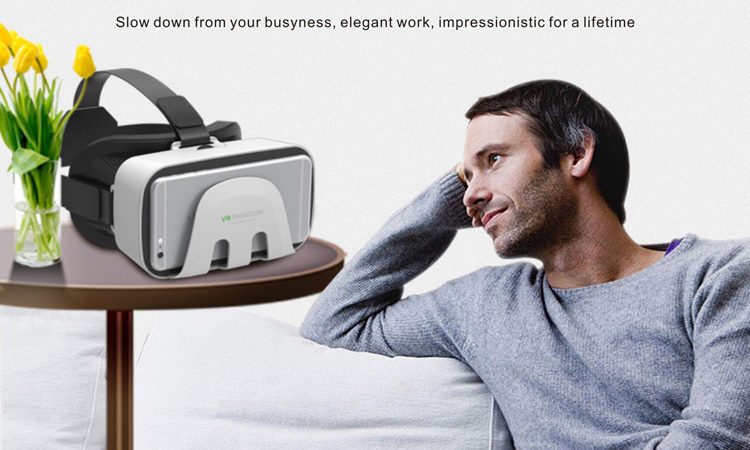 Slow down from your busyness, elegant work, impressionistic for a lifetime
VR SHINECON